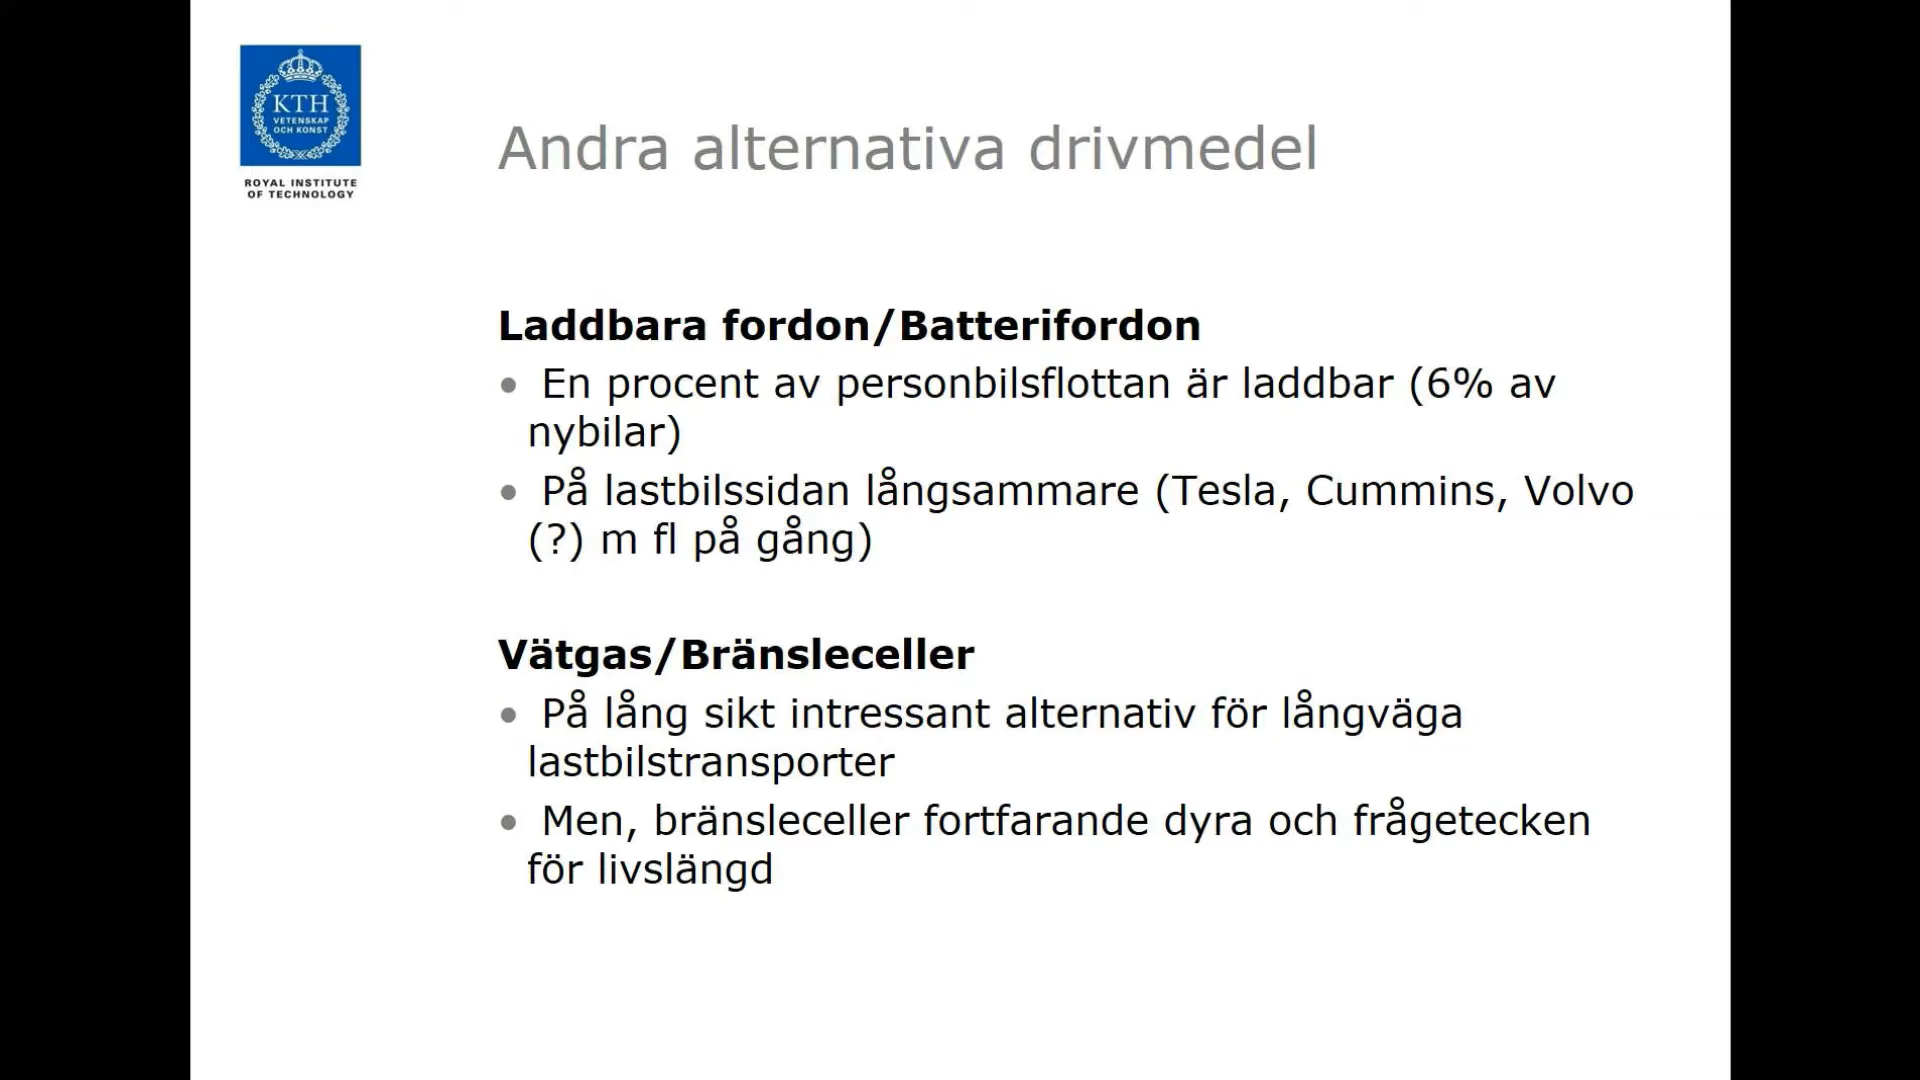 KTH
VETENSKAP
OCH KONST
ROYAL INSTITUTE
OF TECHNOLOGY
Andra alternativa drivmedel
Laddbara fordon/Batterifordon
• En procent av personbilsflottan är laddbar (6% av
nybilar)
• På lastbilssidan långsammare (Tesla, Cummins, Volvo
(?) m fl på gång)
Vätgas/Bränsleceller
• På lång sikt intressant alternativ för långväga
lastbilstransporter
• Men, bränsleceller fortfarande dyra och frågetecken
för livslängd